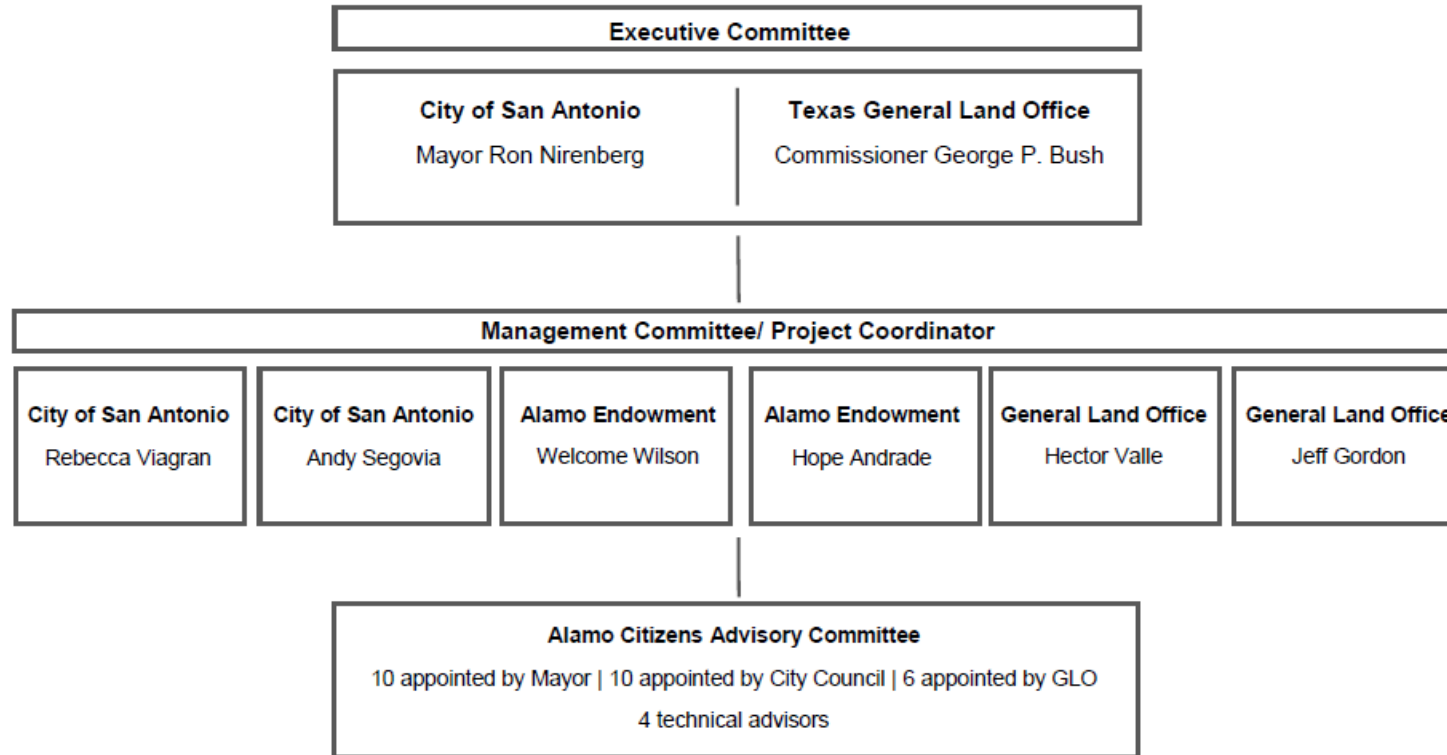 Executive Committee
City of San Antonio
Mayor Ron Nirenberg
Texas General Land Office
Commissioner George P. Bush
Management Committee/ Project Coordinator
City of San Antonio
Rebecca Viagran
City of San Antonio
Andy Segovia
Alamo Endowment
Welcome Wilson
Alamo Endowment
Hope Andrade
General Land Office
Hector Valle
General Land Office
Jeff Gordon
Alamo Citizens Advisory Committee
10 appointed by Mayor | 10 appointed by City Council | 6 appointed by GLO
4 technical advisors